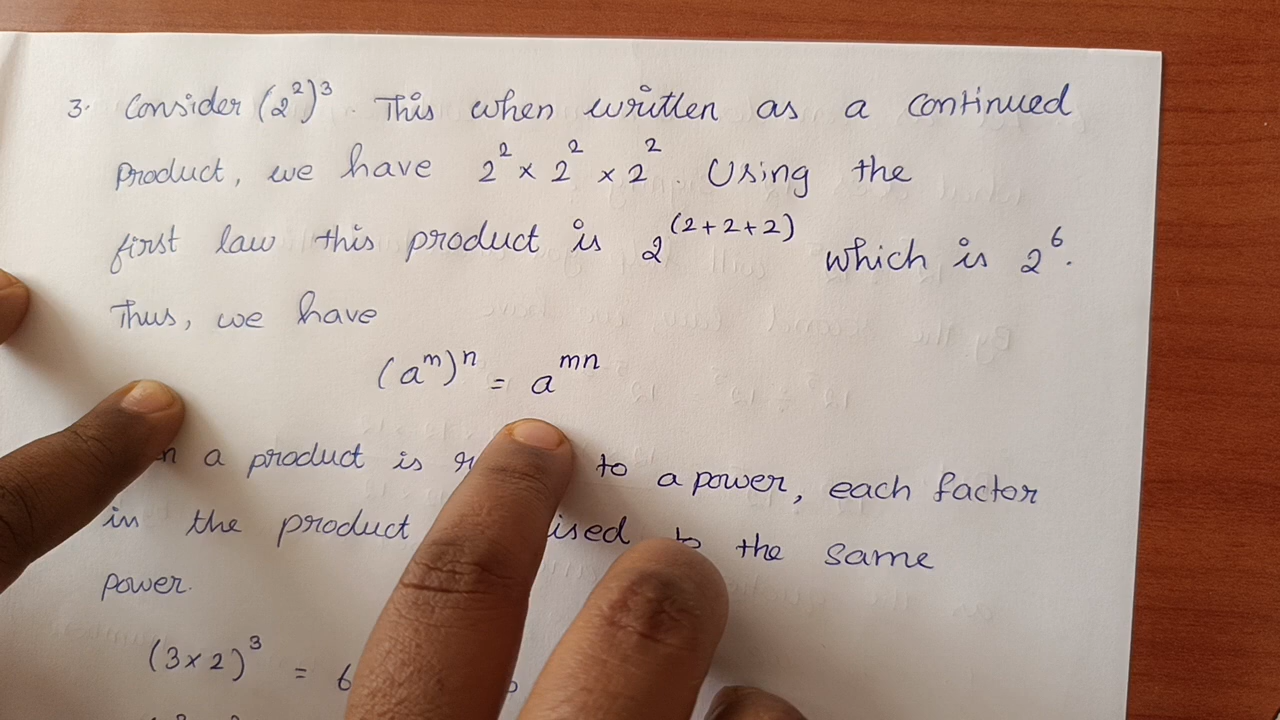 3. Consider (2²)³. This when written as a continued
product, we have 2² × 2² × 2². Using the
first law this product is 2^(2+2+2) which is 2⁶.
Thus, we have
(a^m)^n = a^mn
a product is to a power, each factor
in the product the same
power.
(3×2)³ = 6